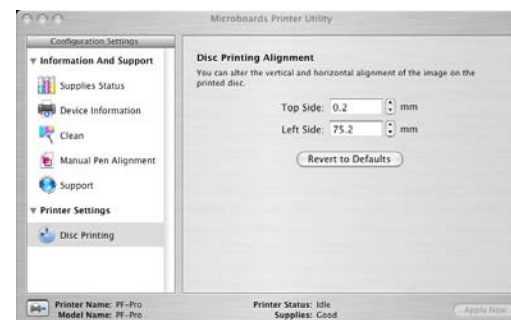 Microboards Printer Utility
Configuration Settings
Information And Support
Supplies Status
Device Information
Clean
Manual Pen Alignment
Support
Printer Settings
Disc Printing
Disc Printing Alignment
You can alter the vertical and horizontal alignment of the image on the
printed disc.
Top Side: 0.2 mm
Left Side: 75.2 mm
Revert to Defaults
Printer Name: PF-Pro
Model Name: PF-Pro
Printer Status: Idle
Supplies: Good
Apply Now